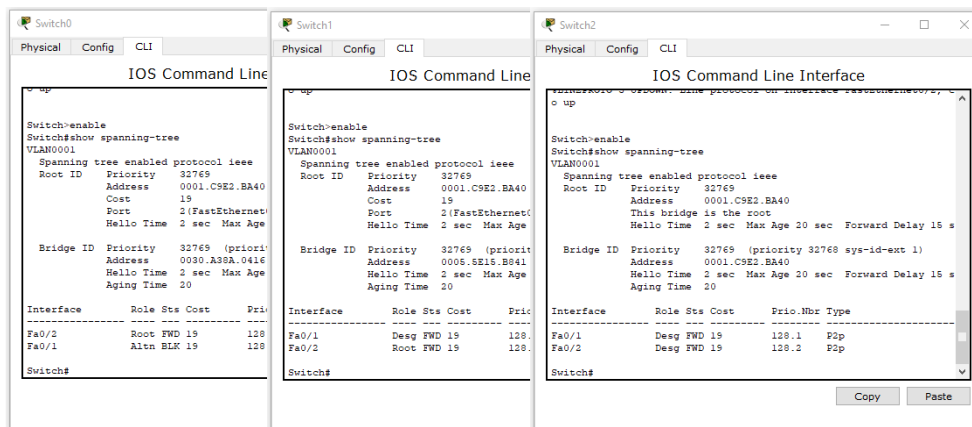 Switch0
Physical Config CLI
IOS Command Line
o up
Switch>enable
Switch#show spanning-tree
VLAN0001
Spanning tree enabled protocol ieee
Root ID Priority 32769
Address 0001.C9E2.BA40
Cost 19
Port 2(FastEthernet
Hello Time 2 sec Max Age
Bridge ID Priority 32769 (priorit
Address 0030.A38A.0416
Hello Time 2 sec Max Age
Aging Time 20
Interface Role Sts Cost Pri
---------------- ---- --- --------- ----
Fa0/2 Root FWD 19 128
Fa0/1 Altn BLK 19 128
Switch#
Switch1
Physical Config CLI
IOS Command Line
o up
Switch>enable
Switch#show spanning-tree
VLAN0001
Spanning tree enabled protocol ieee
Root ID Priority 32769
Address 0001.C9E2.BA40
Cost 19
Port 2(FastEthernet
Hello Time 2 sec Max Age
Bridge ID Priority 32769 (priorit
Address 0005.5E15.B841
Hello Time 2 sec Max Age
Aging Time 20
Interface Role Sts Cost Prio
---------------- ---- --- --------- ----
Fa0/1 Desg FWD 19 128.
Fa0/2 Root FWD 19 128.
Switch#
Switch2
Physical Config CLI
IOS Command Line Interface
o up
Switch>enable
Switch#show spanning-tree
VLAN0001
Spanning tree enabled protocol ieee
Root ID Priority 32769
Address 0001.C9E2.BA40
This bridge is the root
Hello Time 2 sec Max Age 20 sec Forward Delay 15 s
Bridge ID Priority 32769 (priority 32768 sys-id-ext 1)
Address 0001.C9E2.BA40
Hello Time 2 sec Max Age 20 sec Forward Delay 15 s
Aging Time 20
Interface Role Sts Cost Prio.Nbr Type
---------------- ---- --- --------- -------- --------------------
Fa0/1 Desg FWD 19 128.1 P2p
Fa0/2 Root FWD 19 128.2 P2p
Switch#
Copy Paste